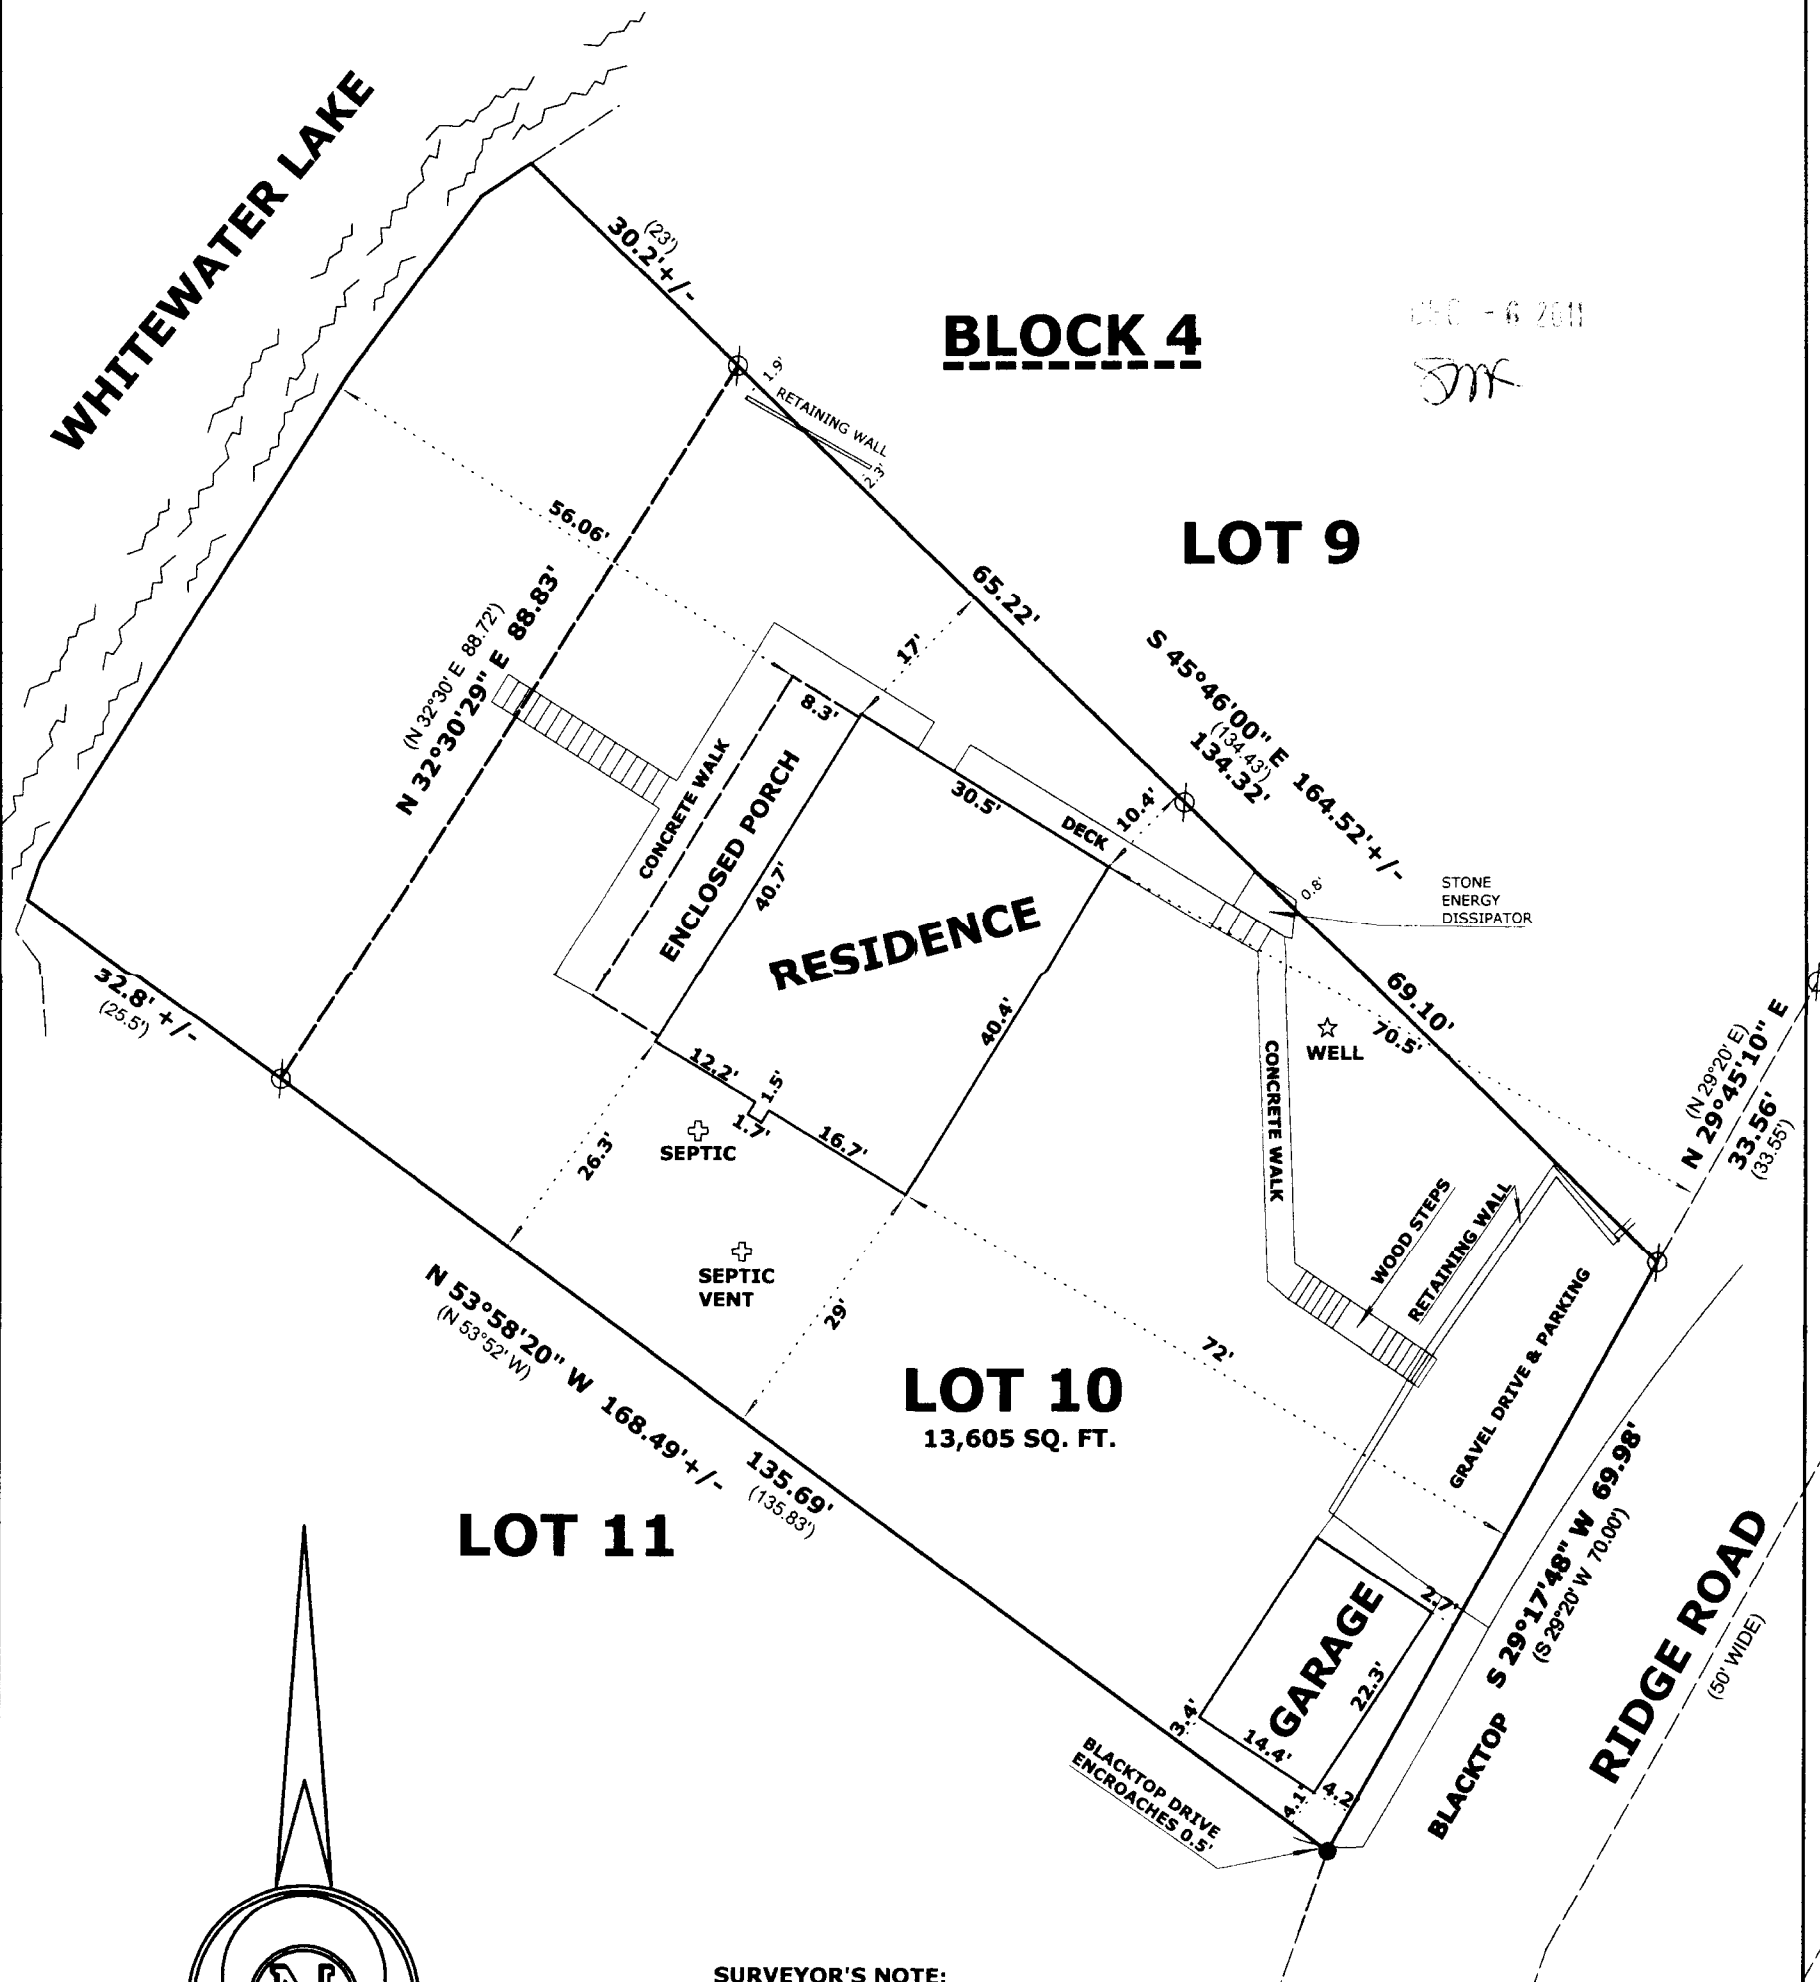 WHITEWATER LAKE
(23')
30.2'+/-
BLOCK 4
- 6 2011
1.9'
RETAINING WALL
2.3'
LOT 9
56.06'
65.22'
17'
S 45°46'00" E 164.52'+/-
(134.43')
134.32'
(N 32°30' E 88.72')
N 32°30'29" E 88.83'
8.3'
CONCRETE WALK
ENCLOSED PORCH
40.7'
30.5'
DECK
10.4'
RESIDENCE
0.8'
STONE
ENERGY
DISSIPATOR
32.8' +/-
(25.5')
69.10'
70.5'
40.4'
WELL
CONCRETE WALK
(N 29°20' E)
N 29°45'10" E
33.56'
(33.55')
12.2'
1.5'
1.7'
16.7'
SEPTIC
26.3'
SEPTIC
VENT
29'
WOOD STEPS
RETAINING WALL
GRAVEL DRIVE & PARKING
N 53°58'20" W 168.49'+/-
(N 53°52' W)
72'
LOT 10
13,605 SQ. FT.
135.69'
(135.83')
LOT 11
S 29°17'48" W 69.98'
(S 29°20' W 70.00')
GARAGE
2.7'
22.3'
3.4'
14.4'
4.1'
4.2'
BLACKTOP DRIVE
ENCROACHES 0.5'
BLACKTOP
RIDGE ROAD
(50' WIDE)
N
SURVEYOR'S NOTE: